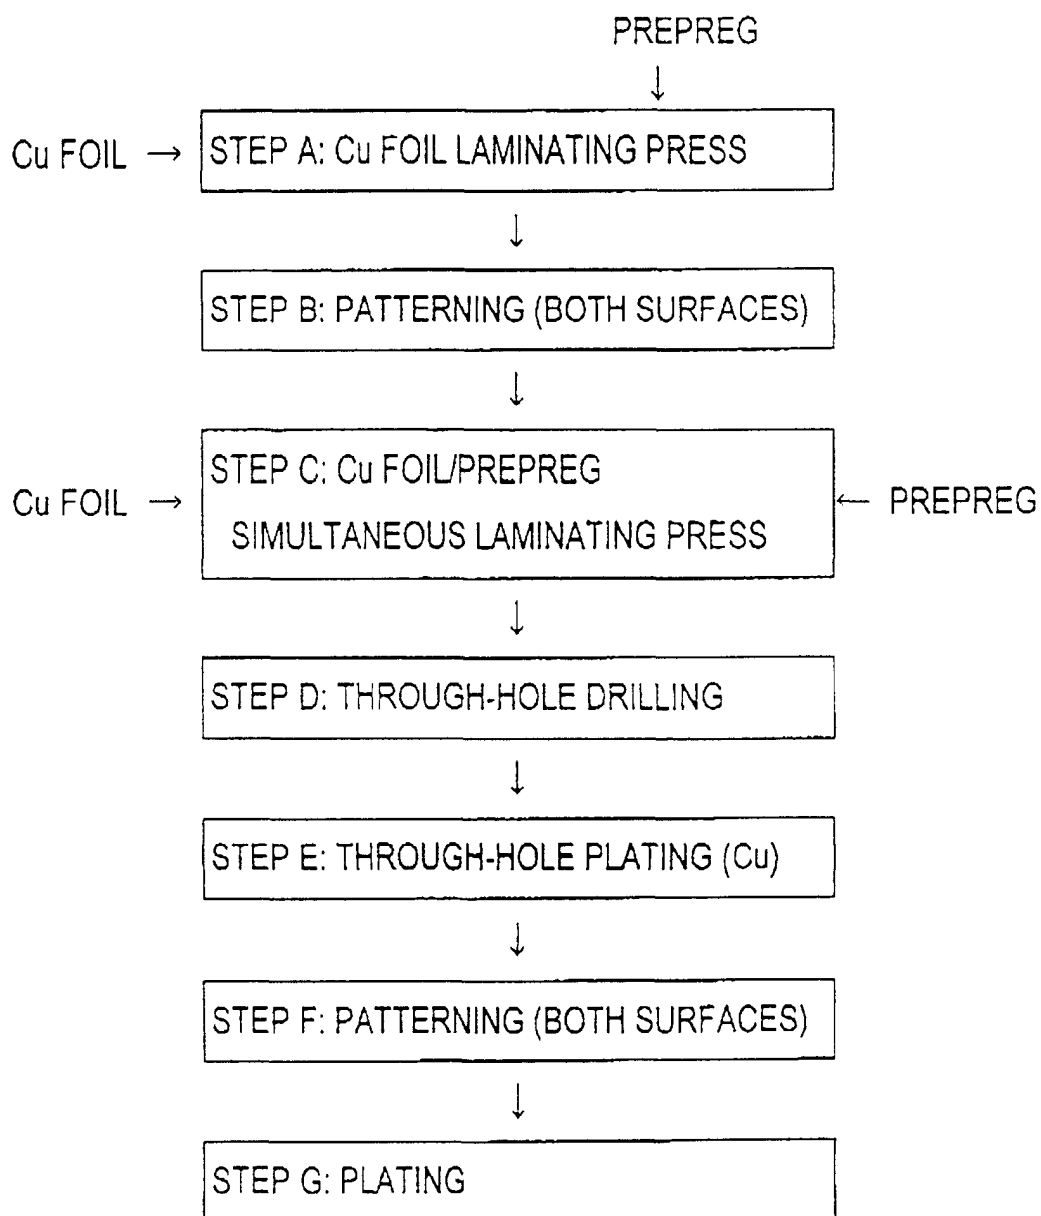 PREPREG
↓
Cu FOIL → STEP A: Cu FOIL LAMINATING PRESS
↓
STEP B: PATTERNING (BOTH SURFACES)
↓
STEP C: Cu FOIL/PREPREG
Cu FOIL → ← PREPREG
SIMULTANEOUS LAMINATING PRESS
↓
STEP D: THROUGH-HOLE DRILLING
↓
STEP E: THROUGH-HOLE PLATING (Cu)
↓
STEP F: PATTERNING (BOTH SURFACES)
↓
STEP G: PLATING